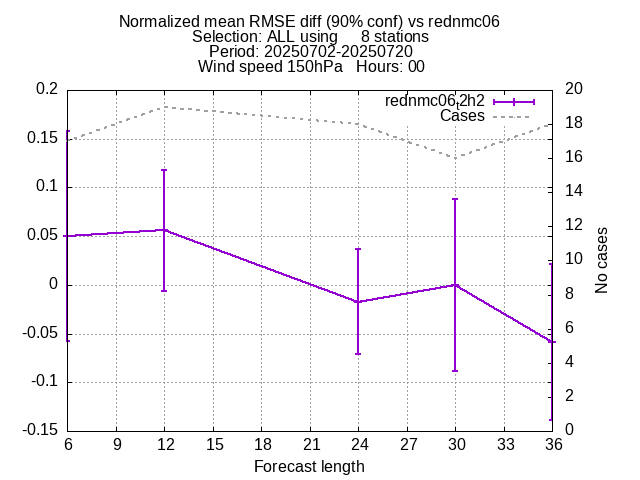 Normalized mean RMSE diff (90% conf) vs rednmc06
Selection: ALL using     8 stations
Period: 20250702-20250720
Wind speed 150hPa   Hours: 00
rednmc06_t2h2
Cases
0.2
0.15
0.1
0.05
0
-0.05
-0.1
-0.15
20
18
16
14
12
10
8
6
4
2
0
No cases
6 9 12 15 18 21 24 27 30 33 36
Forecast length